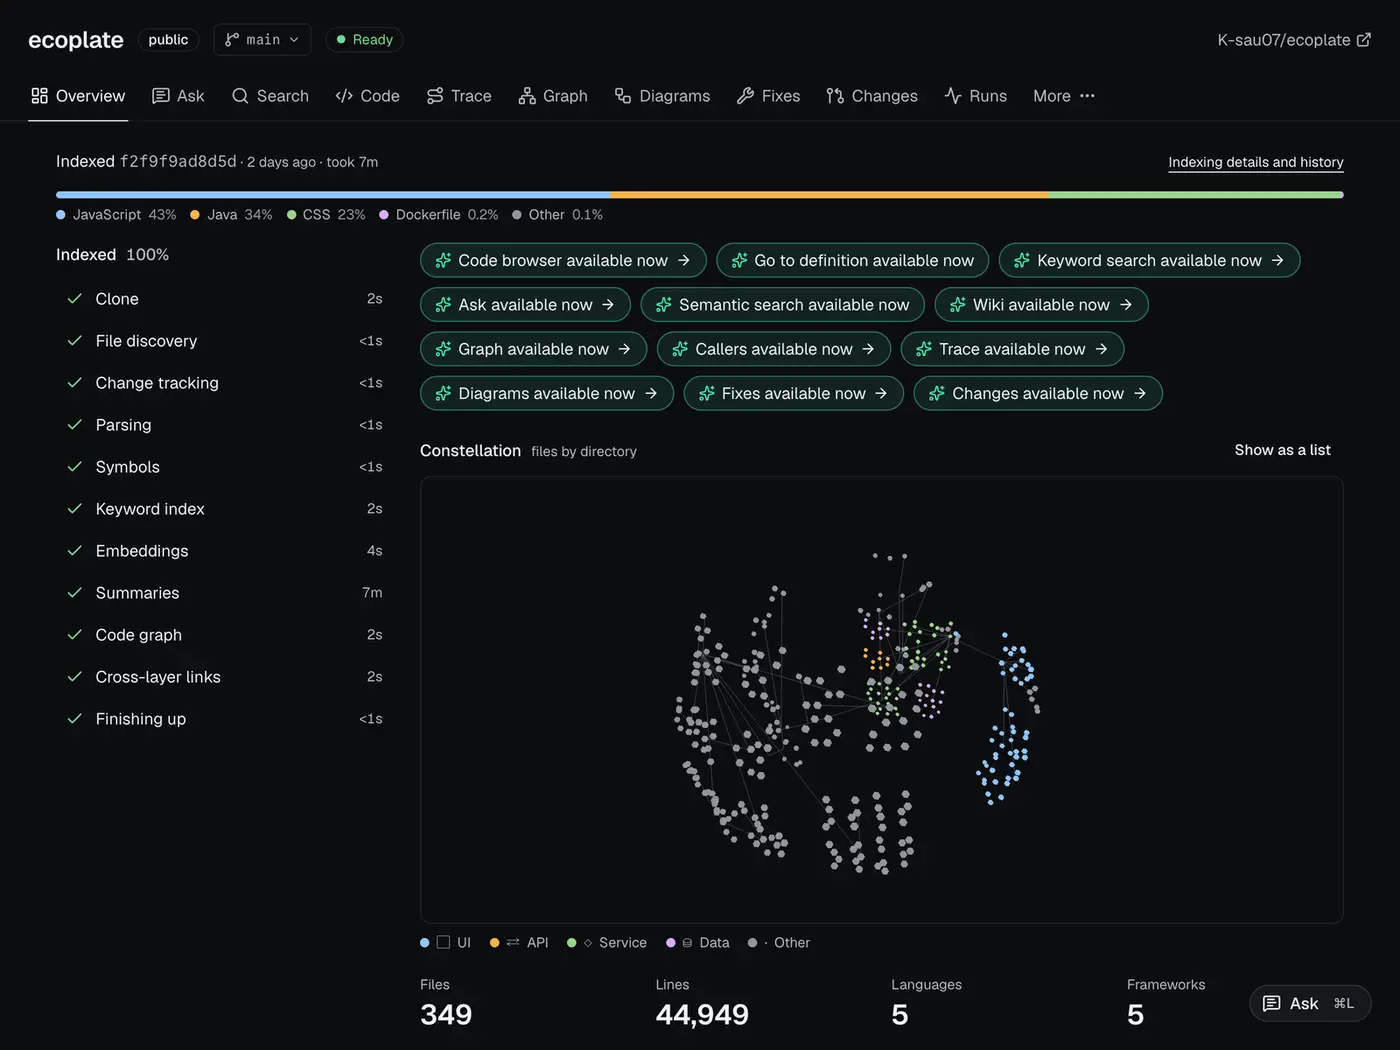 ecoplate public main Ready K-sau07/ecoplate
Overview Ask Search Code Trace Graph Diagrams Fixes Changes Runs More
Indexed f2f9f9ad8d5d · 2 days ago · took 7m Indexing details and history
JavaScript 43% Java 34% CSS 23% Dockerfile 0.2% Other 0.1%
Indexed 100%
Clone 2s
File discovery <1s
Change tracking <1s
Parsing <1s
Symbols <1s
Keyword index 2s
Embeddings 4s
Summaries 7m
Code graph 2s
Cross-layer links 2s
Finishing up <1s
Code browser available now → Go to definition available now Keyword search available now →
Ask available now → Semantic search available now Wiki available now →
Graph available now → Callers available now → Trace available now →
Diagrams available now → Fixes available now → Changes available now →
Constellation files by directory Show as a list
UI API Service Data Other
Files Lines Languages Frameworks
349 44,949 5 5
Ask ⌘L